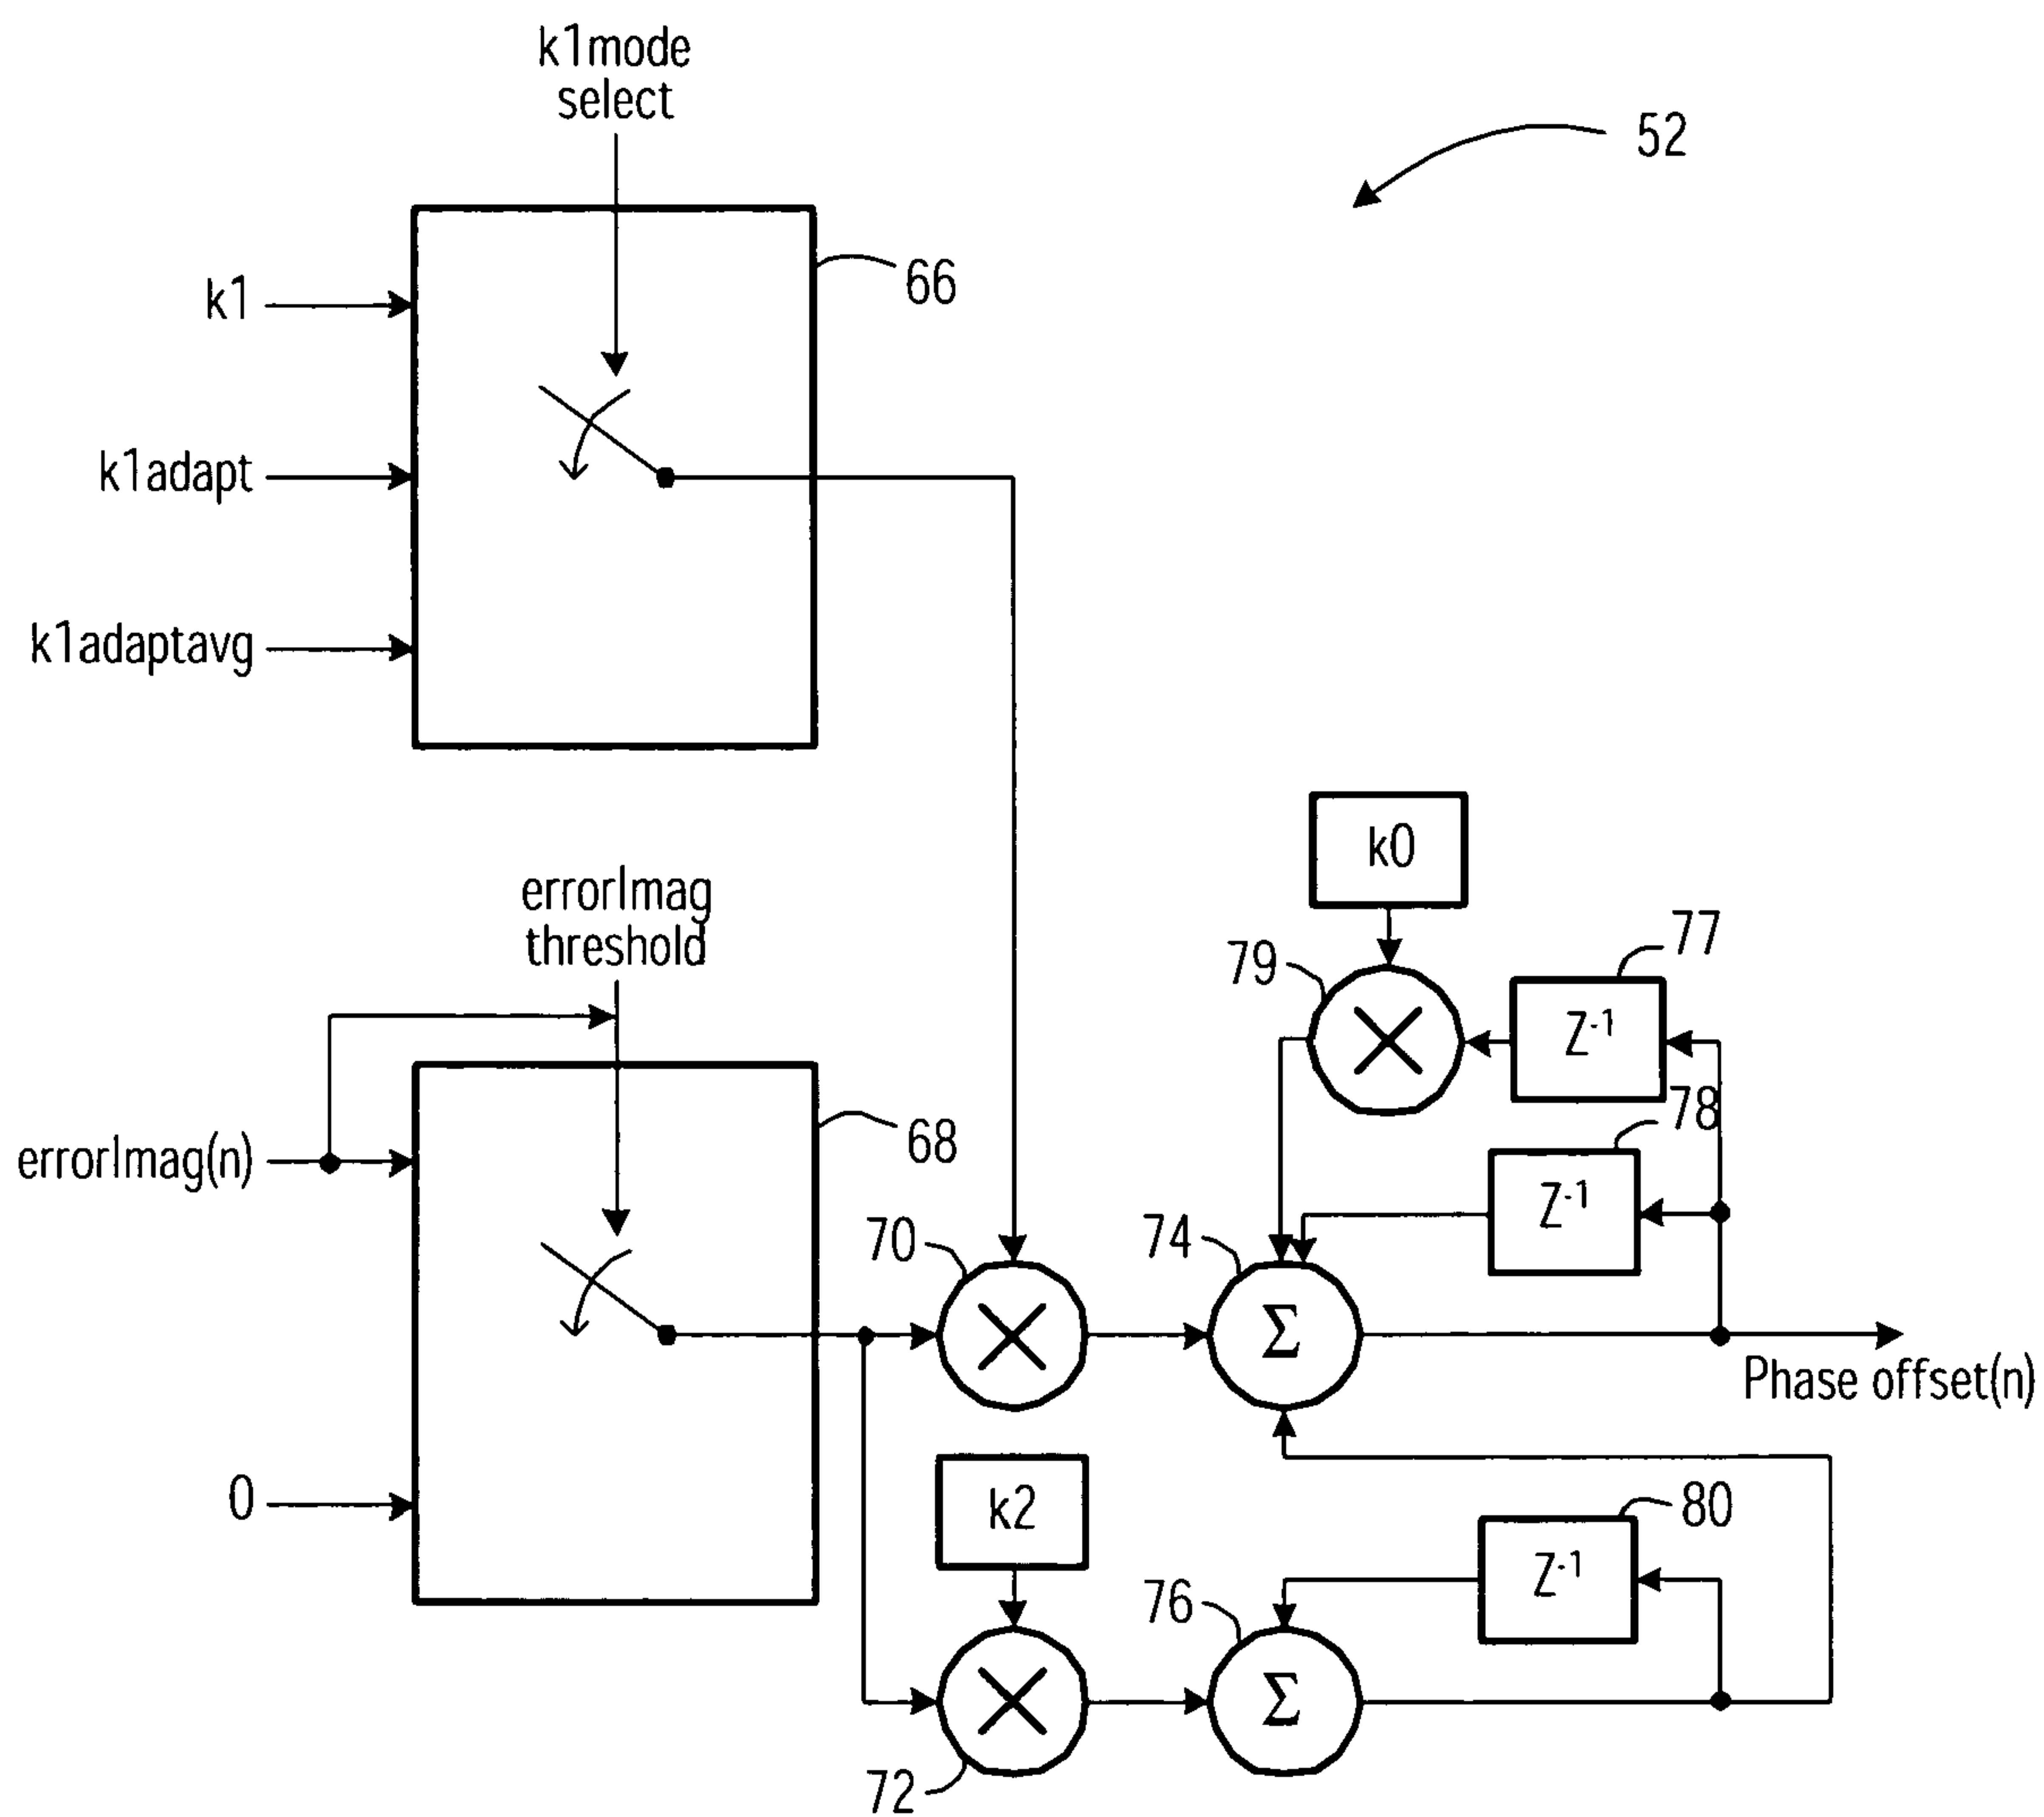 k1mode
select
52
66
k1
k1adapt
k1adaptavg
k0
errorImag
threshold
77
79
Z-1
78
errorImag(n)
68
Z-1
70
74
Σ
Phase offset(n)
0
k2
80
Z-1
76
Σ
72